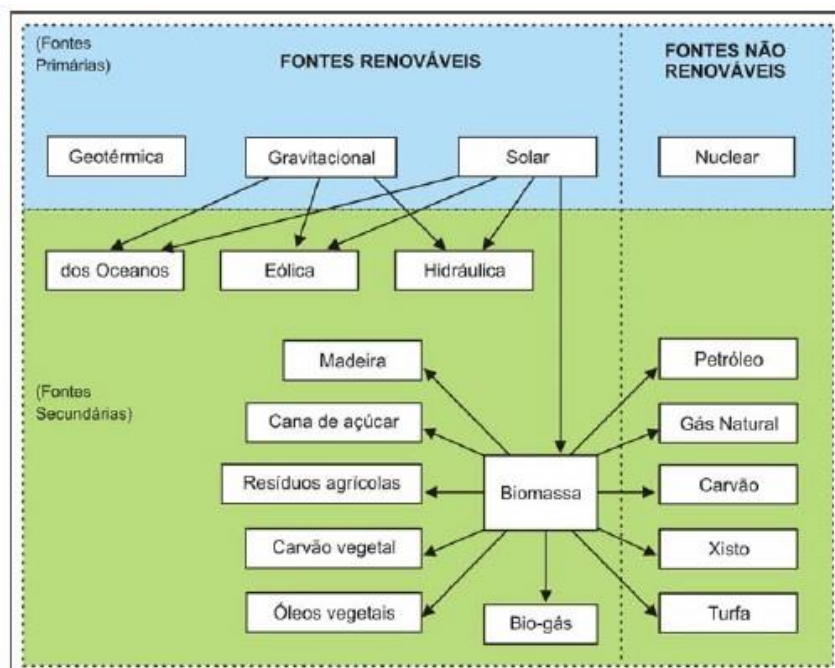 (Fontes
Primárias)
FONTES RENOVÁVEIS
FONTES NÃO
RENOVÁVEIS
Geotérmica
Gravitacional
Solar
Nuclear
dos Oceanos
Eólica
Hidráulica
(Fontes
Secundárias)
Madeira
Petróleo
Cana de açúcar
Gás Natural
Resíduos agrícolas
Biomassa
Carvão
Carvão vegetal
Xisto
Óleos vegetais
Bio-gás
Turfa